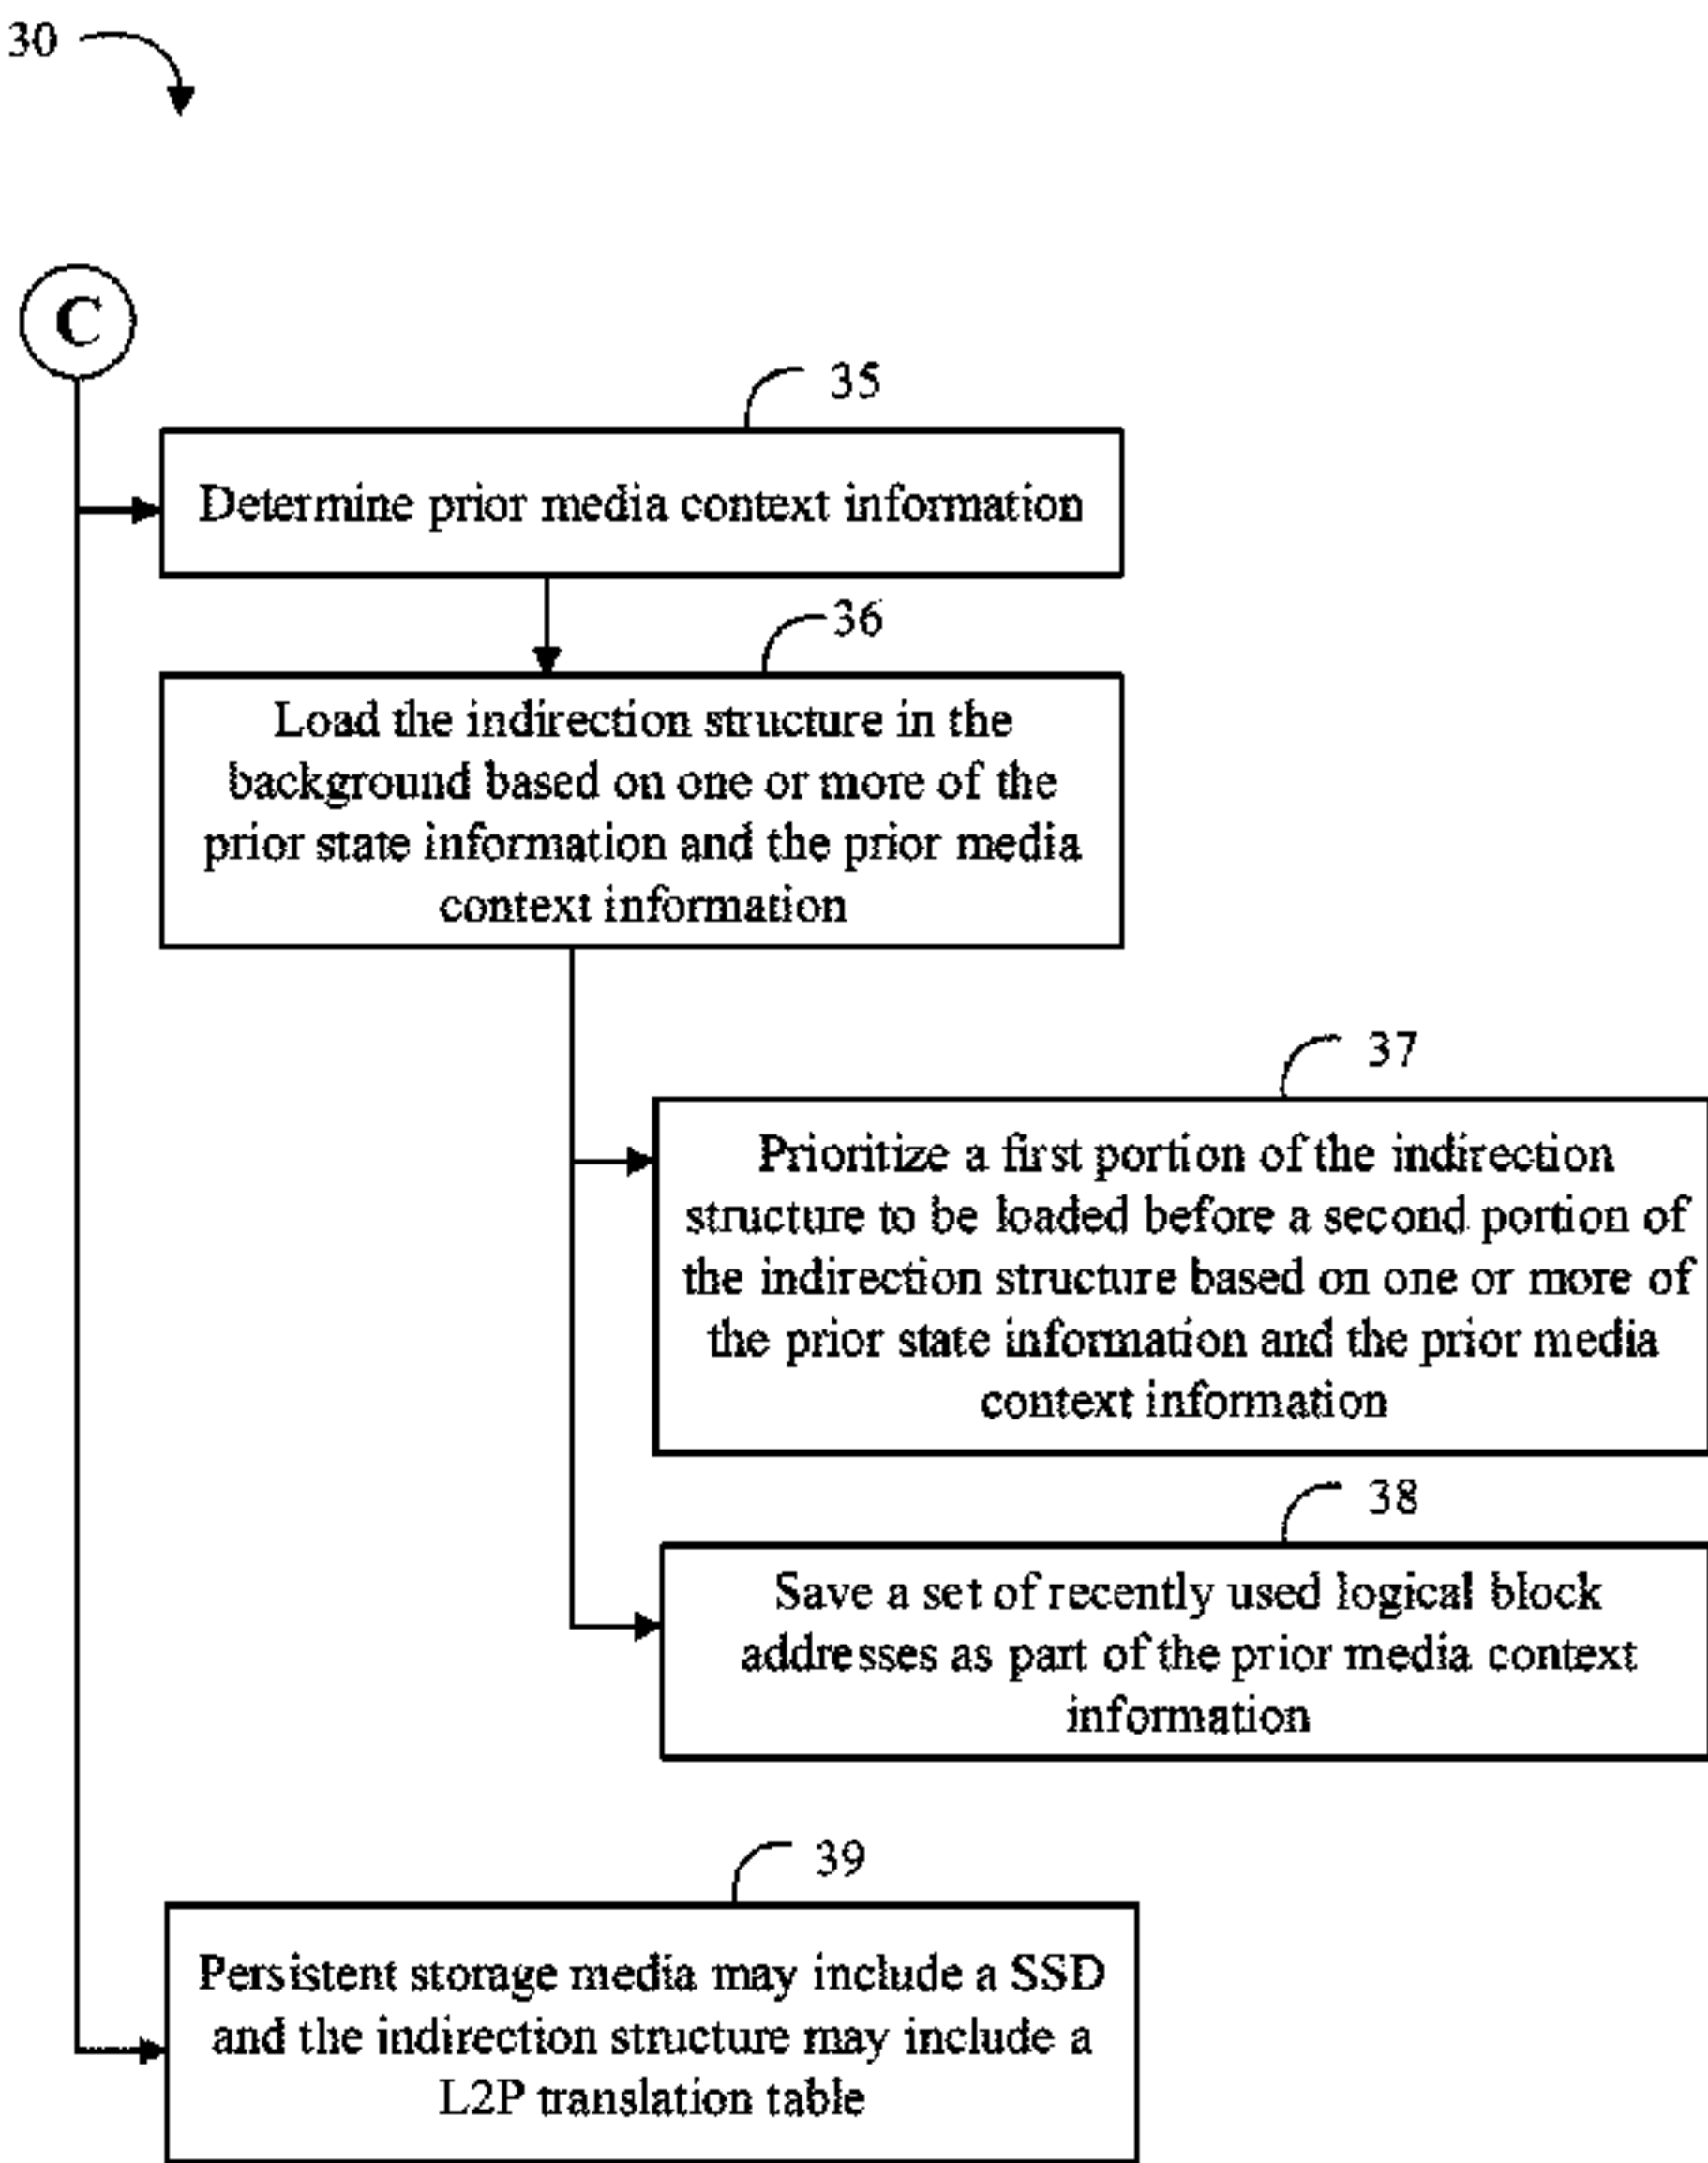 30
C
35
Determine prior media context information
36
Load the indirection structure in the
background based on one or more of the
prior state information and the prior media
context information
37
Prioritize a first portion of the indirection
structure to be loaded before a second portion of
the indirection structure based on one or more of
the prior state information and the prior media
context information
38
Save a set of recently used logical block
addresses as part of the prior media context
information
39
Persistent storage media may include a SSD
and the indirection structure may include a
L2P translation table